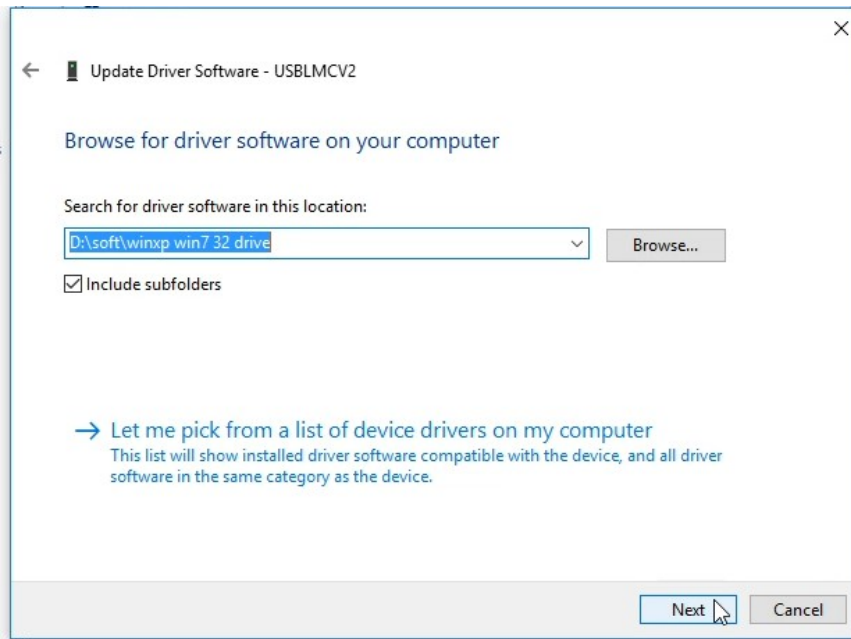 Update Driver Software - USBLMCV2
Browse for driver software on your computer
Search for driver software in this location:
D:\soft\winxp win7 32 drive
Browse...
Include subfolders
Let me pick from a list of device drivers on my computer
This list will show installed driver software compatible with the device, and all driver
software in the same category as the device.
Next
Cancel